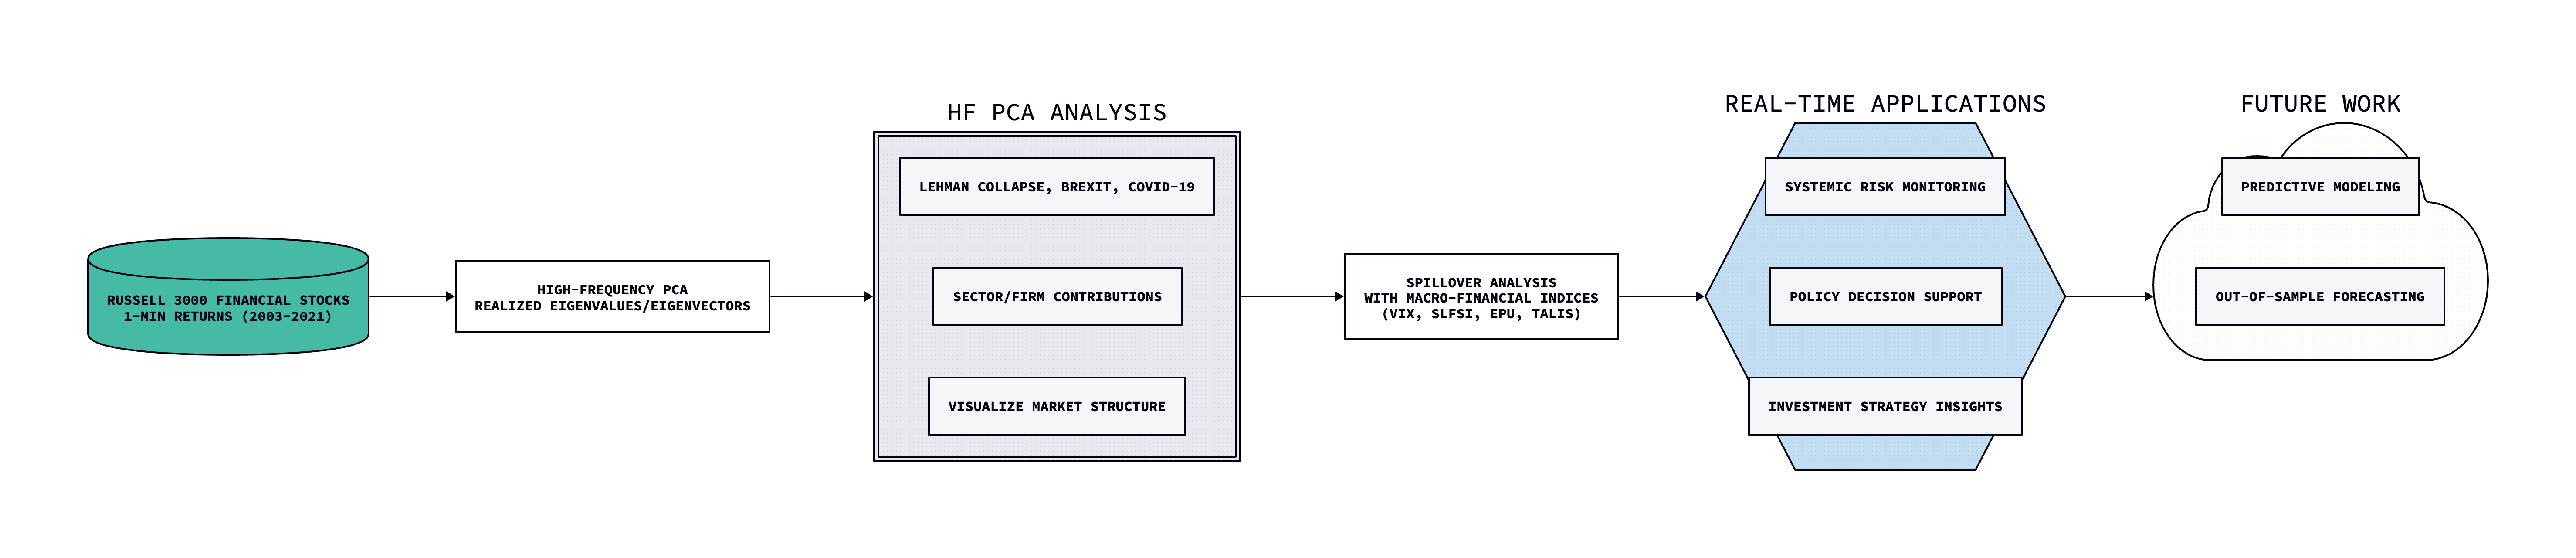 RUSSELL 3000 FINANCIAL STOCKS
1-MIN RETURNS (2003-2021)
HIGH-FREQUENCY PCA
REALIZED EIGENVALUES/EIGENVECTORS
HF PCA ANALYSIS
LEHMAN COLLAPSE, BREXIT, COVID-19
SECTOR/FIRM CONTRIBUTIONS
VISUALIZE MARKET STRUCTURE
SPILLOVER ANALYSIS
WITH MACRO-FINANCIAL INDICES
(VIX, SLFSI, EPU, TALIS)
REAL-TIME APPLICATIONS
SYSTEMIC RISK MONITORING
POLICY DECISION SUPPORT
INVESTMENT STRATEGY INSIGHTS
FUTURE WORK
PREDICTIVE MODELING
OUT-OF-SAMPLE FORECASTING